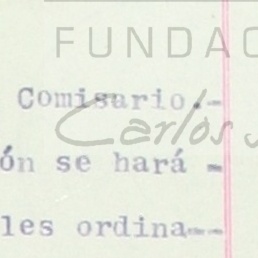 FUNDAC
Comisario.-
Carlos S
ón se hará -
les ordina--